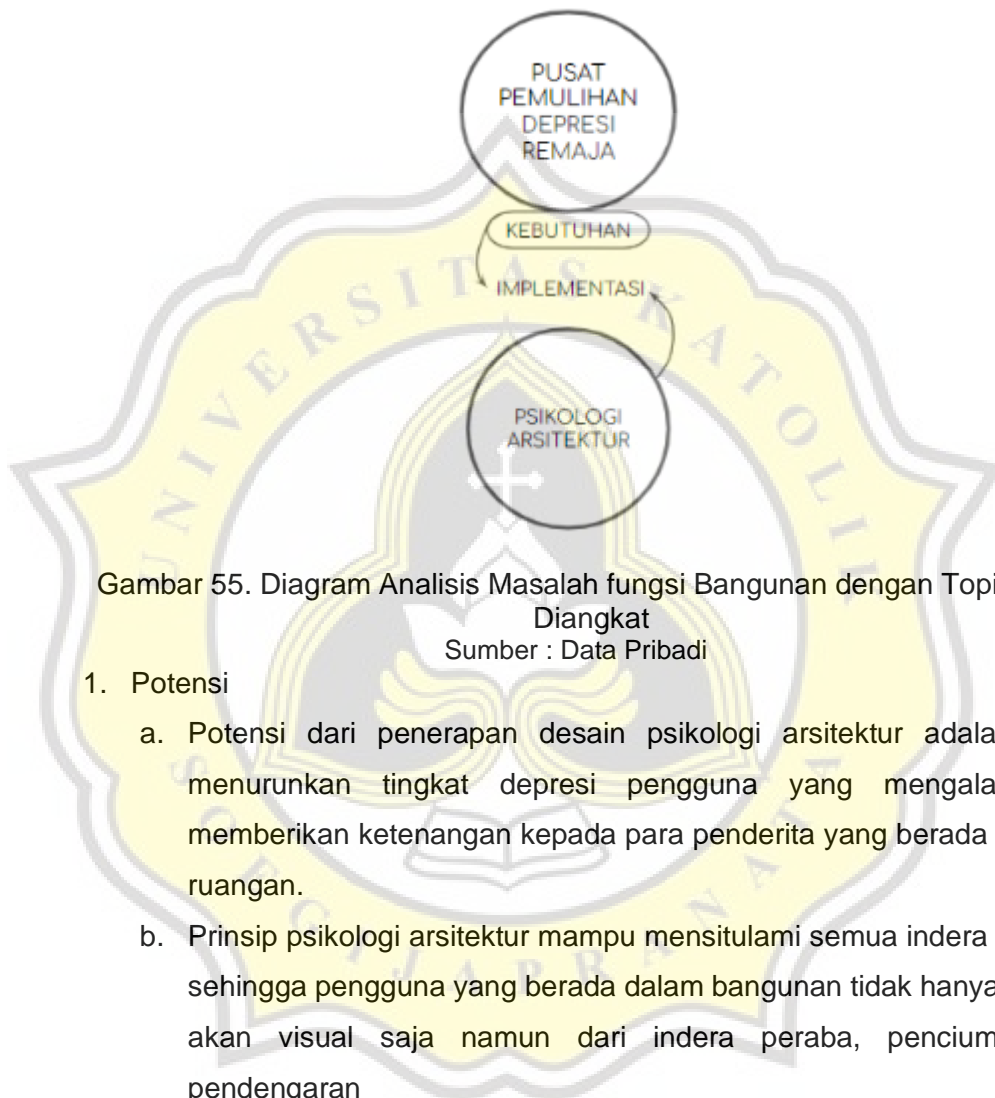 PUSAT
PEMULIHAN
DEPRESI
REMAJA
KEBUTUHAN
IMPLEMENTASI
PSIKOLOGI
ARSITEKTUR
UNIVERSITAS KATOLIK
SOEGIJAPRANATA
Gambar 55. Diagram Analisis Masalah fungsi Bangunan dengan Topi
Diangkat
Sumber : Data Pribadi
1. Potensi
a. Potensi dari penerapan desain psikologi arsitektur adala
menurunkan tingkat depresi pengguna yang mengala
memberikan ketenangan kepada para penderita yang berada
ruangan.
b. Prinsip psikologi arsitektur mampu mensitulami semua indera
sehingga pengguna yang berada dalam bangunan tidak hanya
akan visual saja namun dari indera peraba, pencium
pendengaran